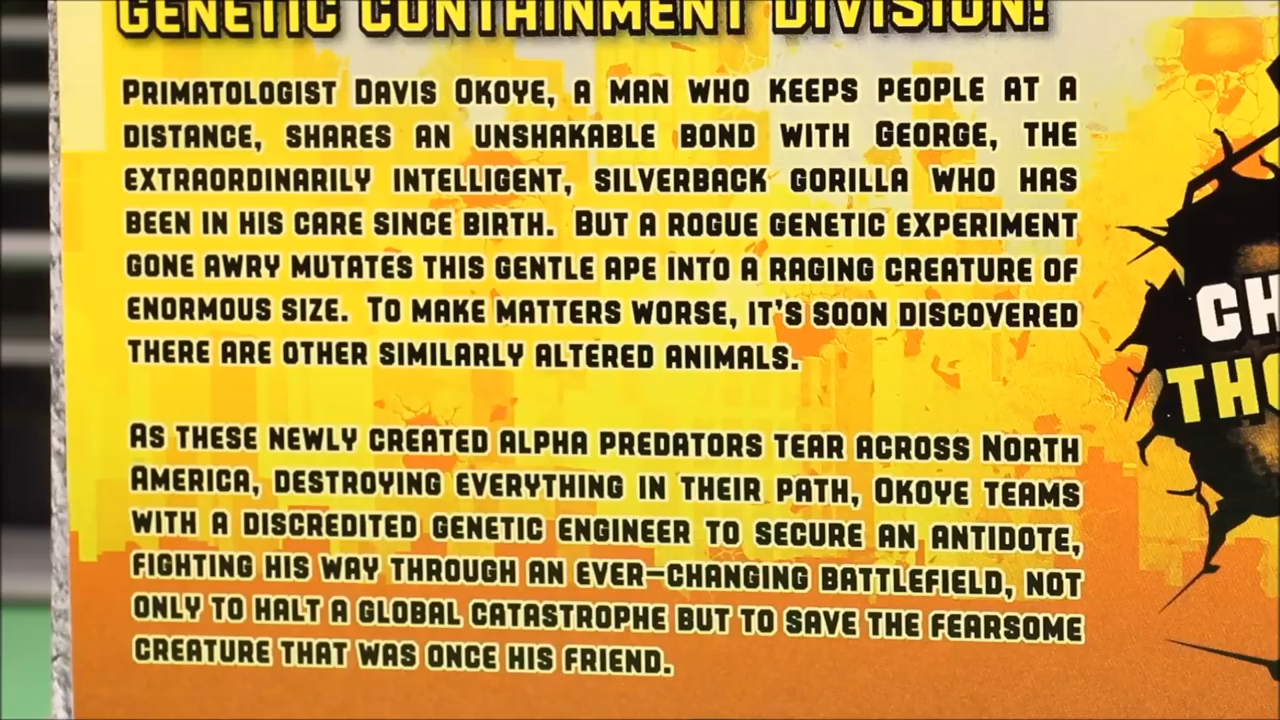 GENETIC CONTAINMENT DIVISION!
PRIMATOLOGIST DAVIS OKOYE, A MAN WHO KEEPS PEOPLE AT A
DISTANCE, SHARES AN UNSHAKABLE BOND WITH GEORGE, THE
EXTRAORDINARILY INTELLIGENT, SILVERBACK GORILLA WHO HAS
BEEN IN HIS CARE SINCE BIRTH. BUT A ROGUE GENETIC EXPERIMENT
GONE AWRY MUTATES THIS GENTLE APE INTO A RAGING CREATURE OF
ENORMOUS SIZE. TO MAKE MATTERS WORSE, IT'S SOON DISCOVERED
THERE ARE OTHER SIMILARLY ALTERED ANIMALS.
AS THESE NEWLY CREATED ALPHA PREDATORS TEAR ACROSS NORTH
AMERICA, DESTROYING EVERYTHING IN THEIR PATH, OKOYE TEAMS
WITH A DISCREDITED GENETIC ENGINEER TO SECURE AN ANTIDOTE,
FIGHTING HIS WAY THROUGH AN EVER-CHANGING BATTLEFIELD, NOT
ONLY TO HALT A GLOBAL CATASTROPHE BUT TO SAVE THE FEARSOME
CREATURE THAT WAS ONCE HIS FRIEND.